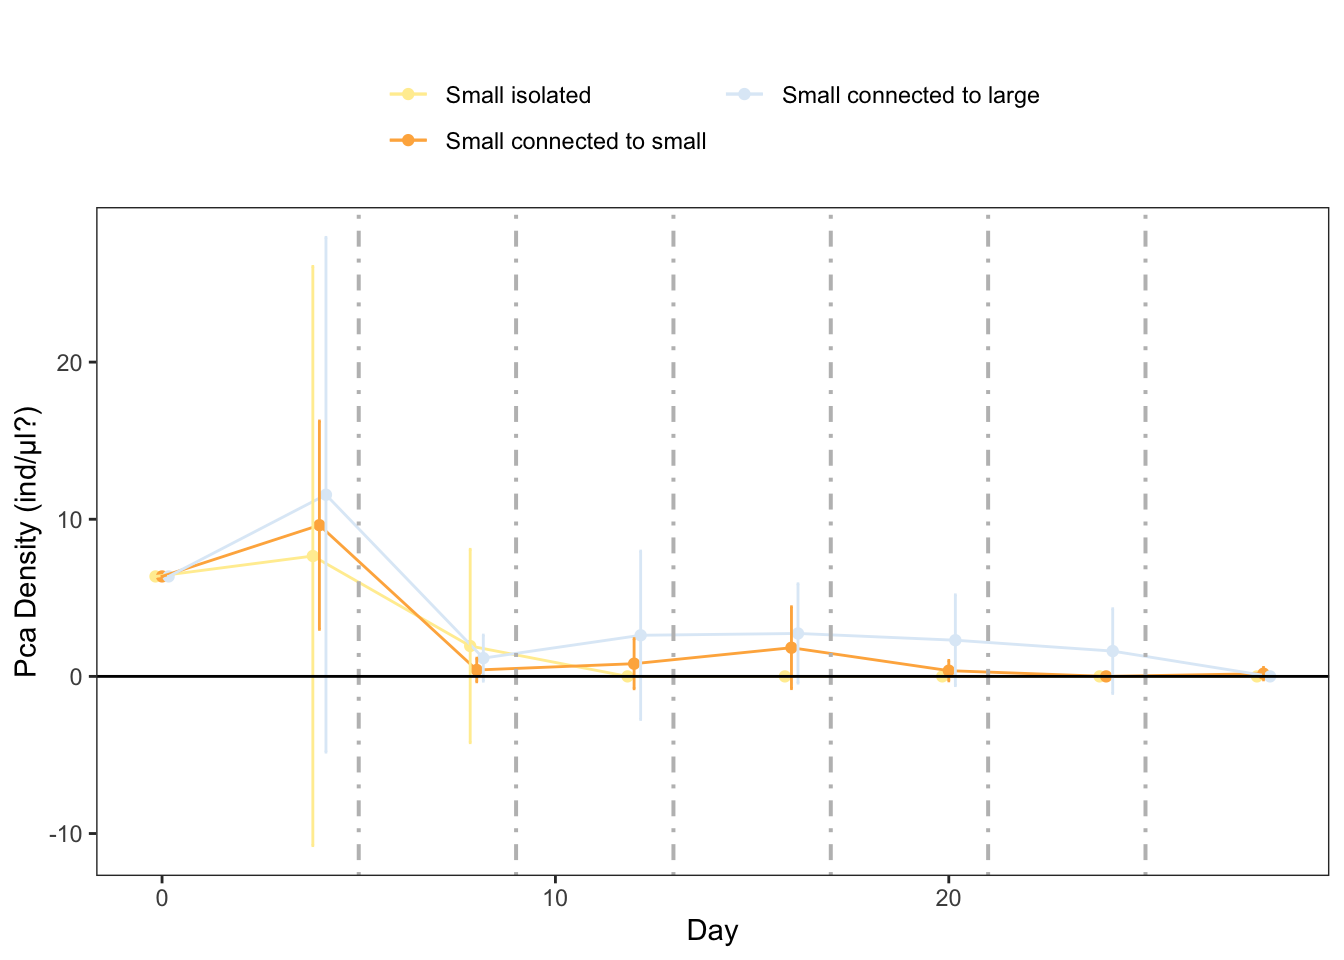 Small isolated
Small connected to large
Small connected to small
Pca Density (ind/µl?)
20
10
0
-10
0
10
20
Day